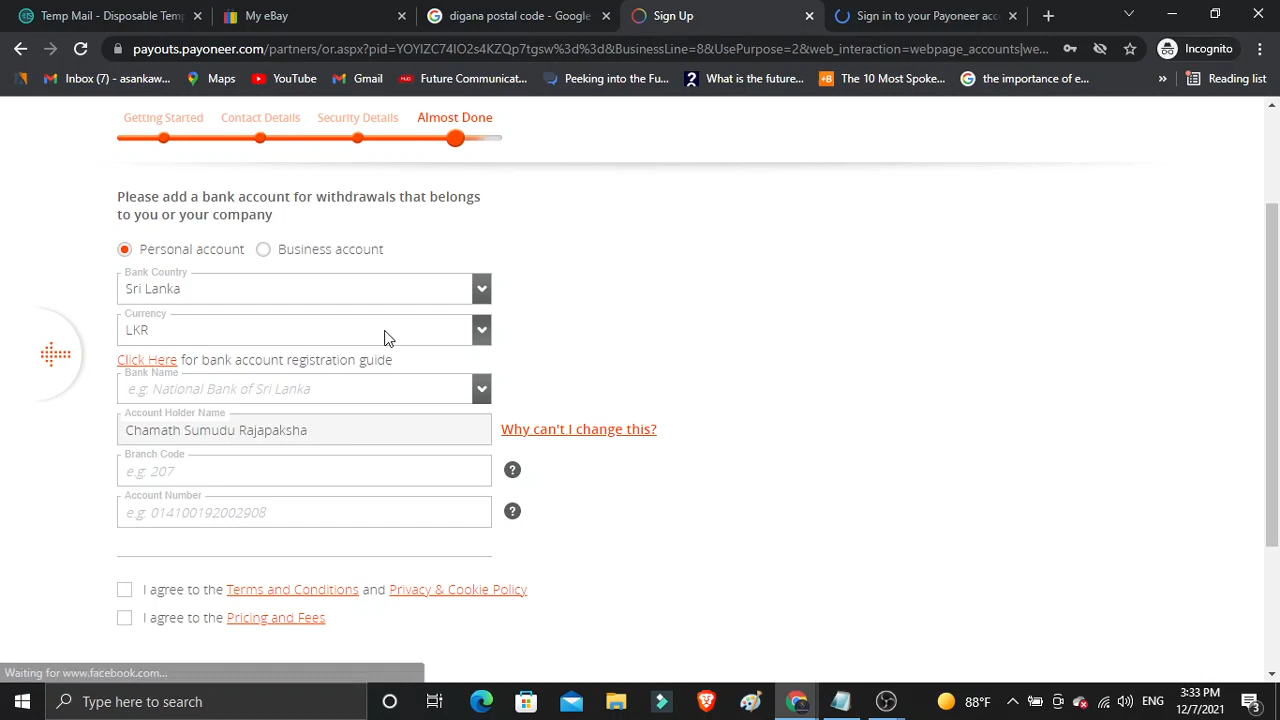 Temp Mail - Disposable Temp
My eBay
digana postal code - Google
Sign Up
Sign in to your Payoneer acc
payouts.payoneer.com/partners/or.aspx?pid=YOYIZC74IO2s4KZQp7tgsw%3d%3d&BusinessLine=8&UsePurpose=2&web_interaction=webpage_accounts|we...
Incognito
Inbox (7) - asankaw...
Maps
YouTube
Gmail
Future Communicat...
Peeking into the Fu...
What is the future...
The 10 Most Spoke...
the importance of e...
Reading list
Getting Started
Contact Details
Security Details
Almost Done
Please add a bank account for withdrawals that belongs
to you or your company
Personal account
Business account
Bank Country
Sri Lanka
Currency
LKR
Click Here for bank account registration guide
Bank Name
e.g: National Bank of Sri Lanka
Account Holder Name
Chamath Sumudu Rajapaksha
Why can't I change this?
Branch Code
e.g: 207
Account Number
e.g: 014100192002908
I agree to the Terms and Conditions and Privacy & Cookie Policy
I agree to the Pricing and Fees
Waiting for www.facebook.com...
Type here to search
88°F
ENG
3:33 PM
12/7/2021
3